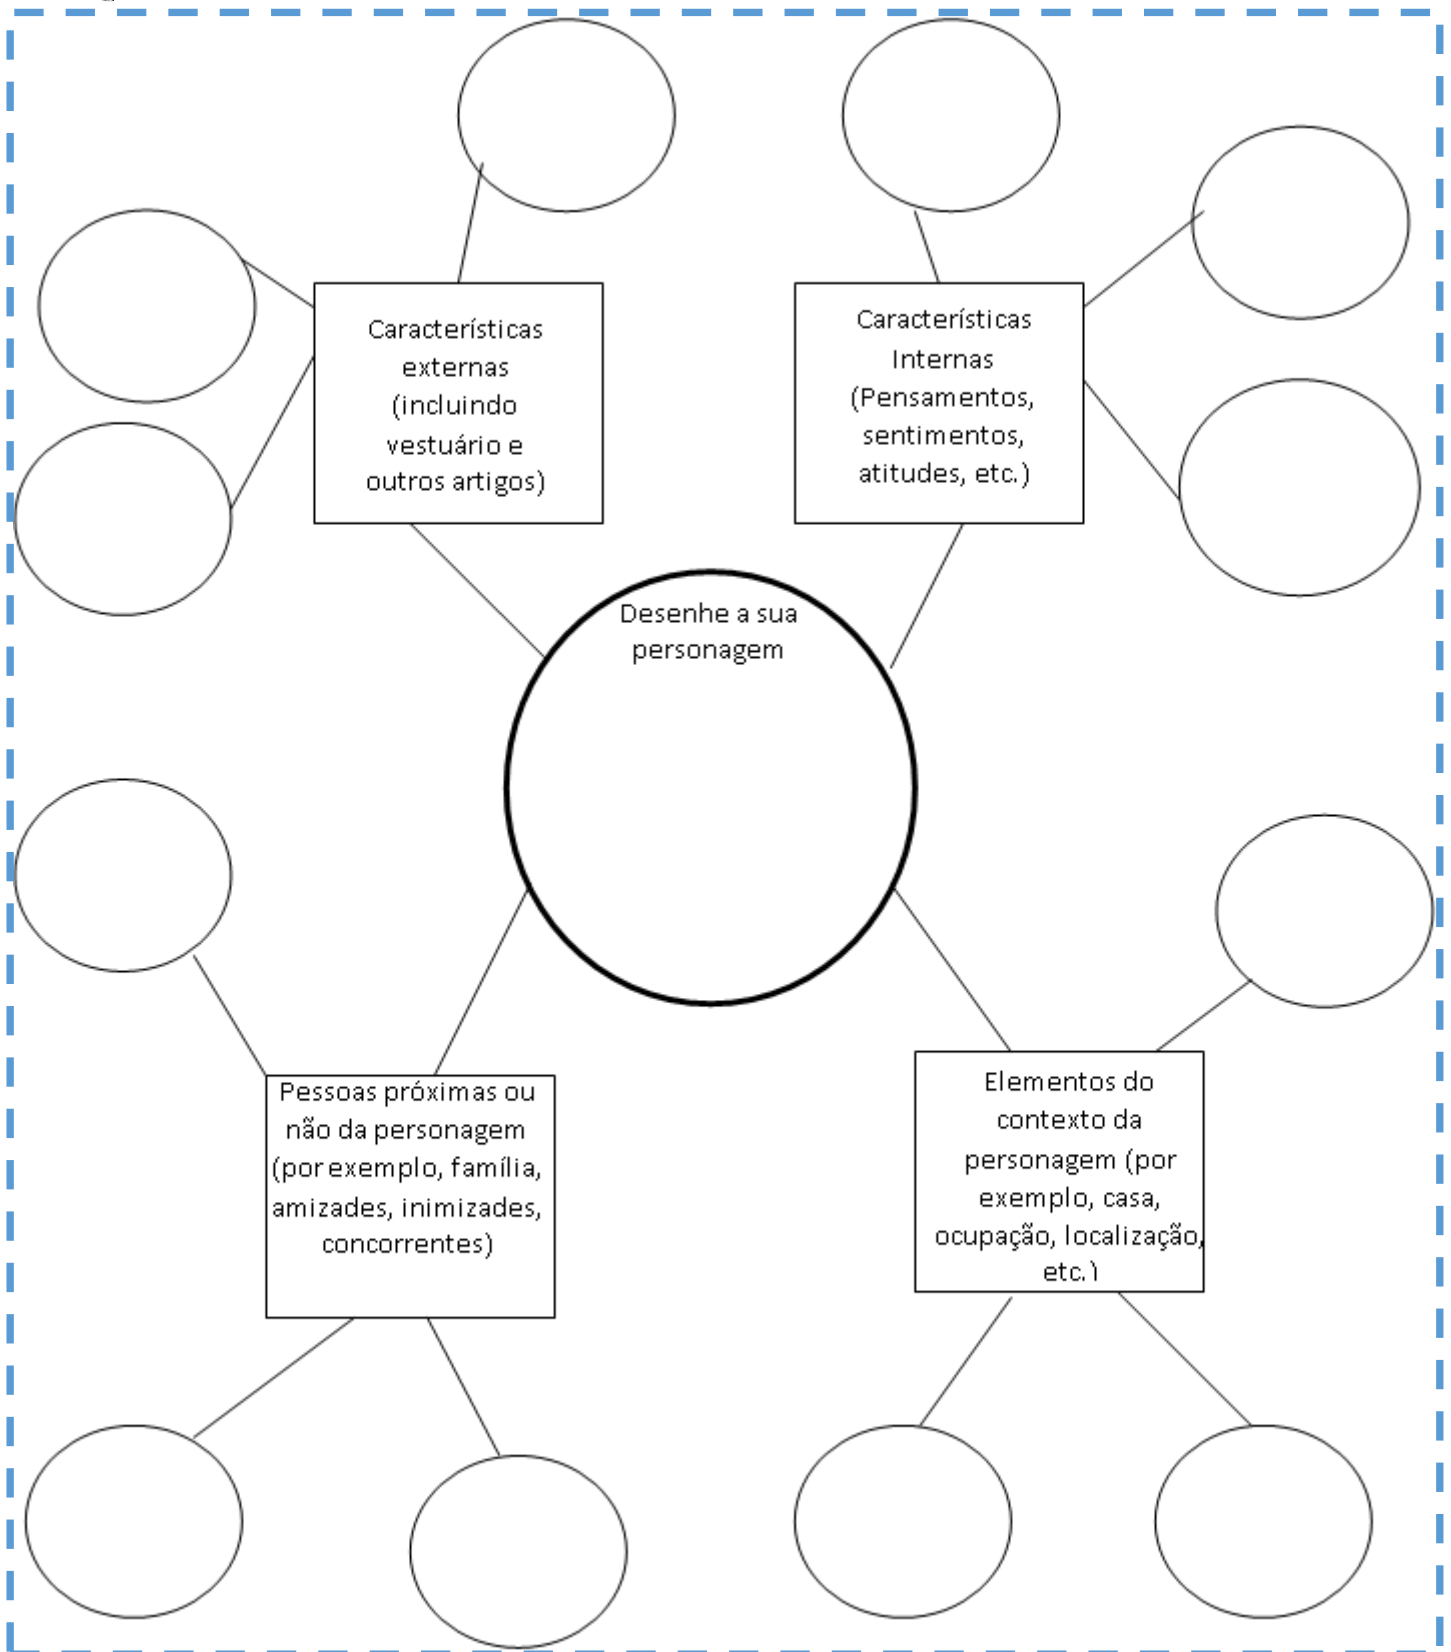 Características
externas
(incluindo
vestuário e
outros artigos)
Características
Internas
(Pensamentos,
sentimentos,
atitudes, etc.)
Desenhe a sua
personagem
Pessoas próximas ou
não da personagem
(por exemplo, família,
amizades, inimizades,
concorrentes)
Elementos do
contexto da
personagem (por
exemplo, casa,
ocupação, localização,
etc.)